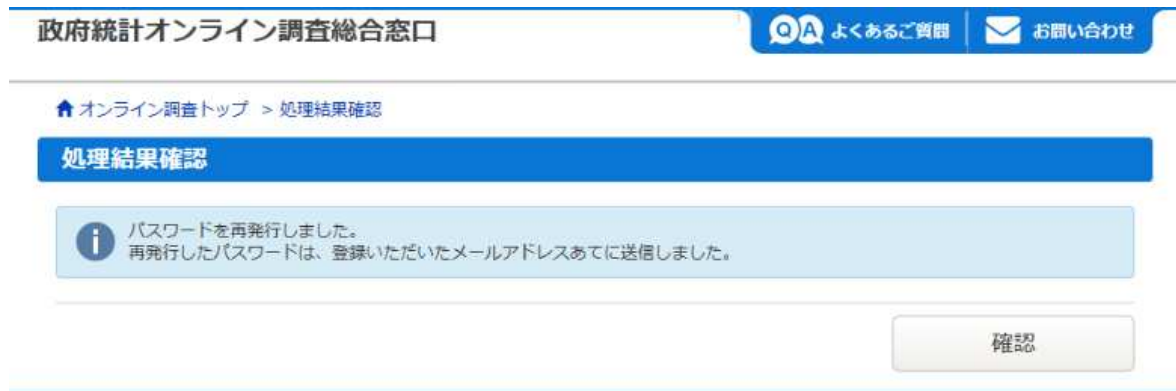 政府統計オンライン調査総合窓口
QA よくあるご質問
お問い合わせ
オンライン調査トップ > 処理結果確認
処理結果確認
パスワードを再発行しました。
再発行したパスワードは、登録いただいたメールアドレスあてに送信しました。
確認